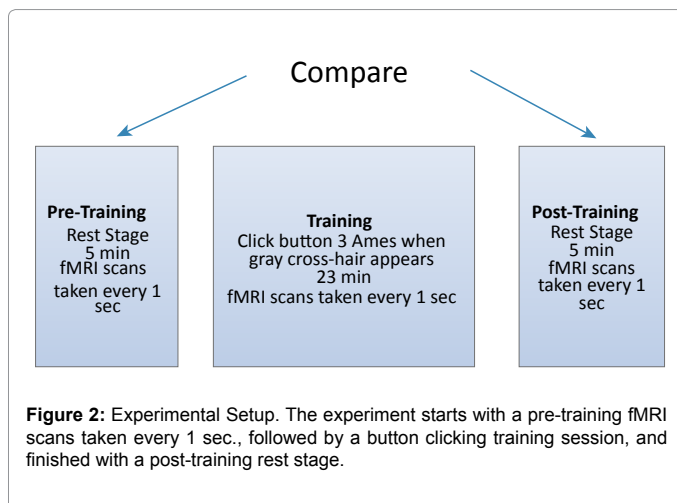 Compare
Pre-Training
Rest Stage
5 min
fMRI scans
taken every 1
sec
Training
Click button 3 Ames when
gray cross-hair appears
23 min
fMRI scans taken every 1 sec
Post-Training
Rest Stage
5 min
fMRI scans
taken every 1
sec
Figure 2: Experimental Setup. The experiment starts with a pre-training fMRI
scans taken every 1 sec., followed by a button clicking training session, and
finished with a post-training rest stage.